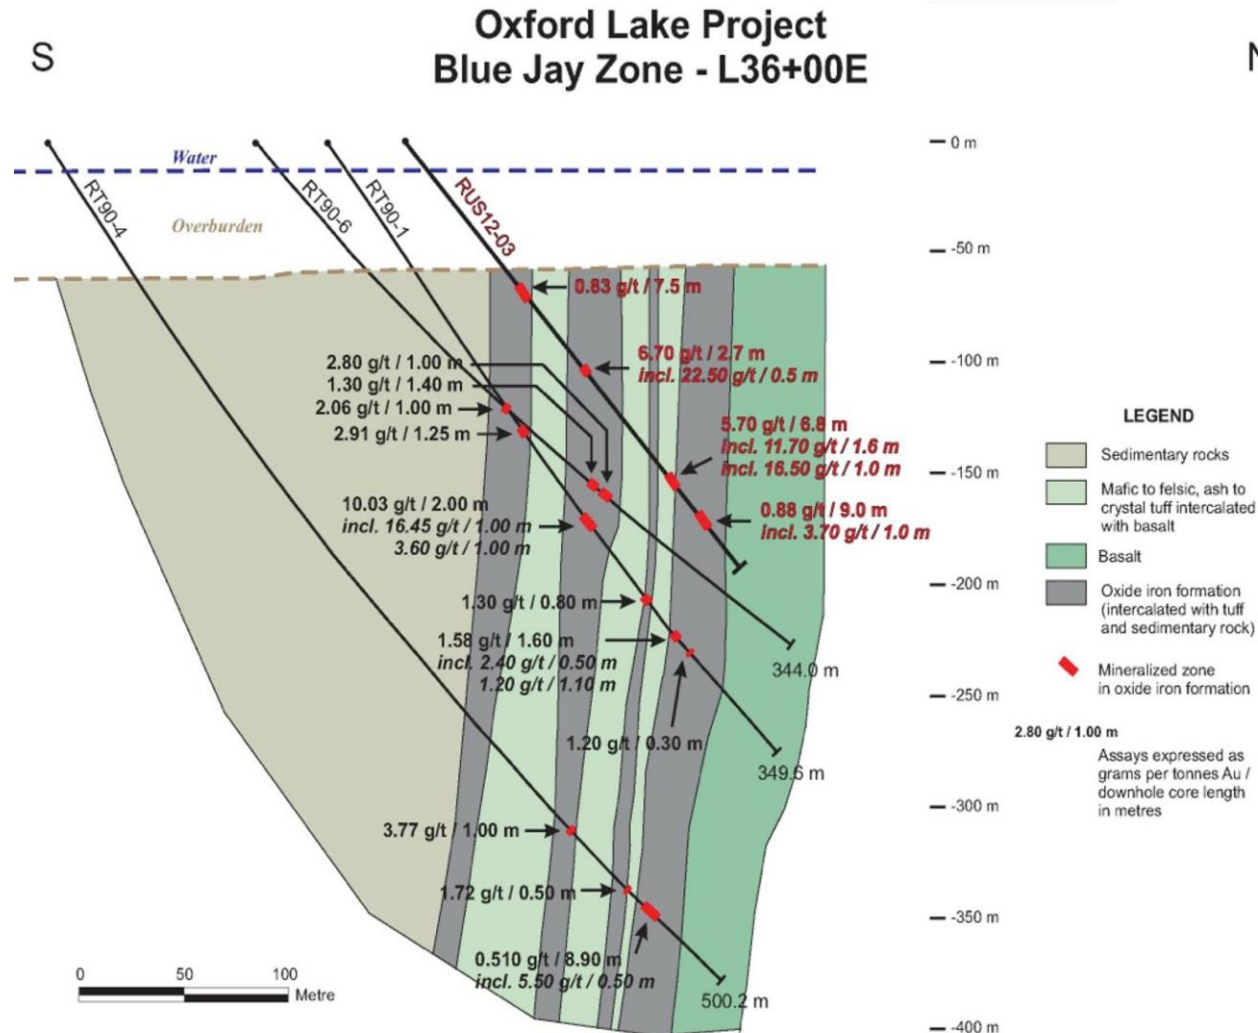 Oxford Lake Project
Blue Jay Zone - L36+00E
S
N
Water
Overburden
RT90-4
RT90-6
RT90-1
RUS12-03
0 m
-50 m
-100 m
-150 m
-200 m
-250 m
-300 m
-350 m
-400 m
0.83 g/t / 7.5 m
6.70 g/t / 2.7 m
incl. 22.50 g/t / 0.5 m
5.70 g/t / 6.8 m
incl. 11.70 g/t / 1.6 m
incl. 16.50 g/t / 1.0 m
0.88 g/t / 9.0 m
incl. 3.70 g/t / 1.0 m
2.80 g/t / 1.00 m
1.30 g/t / 1.40 m
2.06 g/t / 1.00 m
2.91 g/t / 1.25 m
10.03 g/t / 2.00 m
incl. 16.45 g/t / 1.00 m
3.60 g/t / 1.00 m
1.30 g/t / 0.80 m
1.58 g/t / 1.60 m
incl. 2.40 g/t / 0.50 m
1.20 g/t / 1.10 m
1.20 g/t / 0.30 m
3.77 g/t / 1.00 m
1.72 g/t / 0.50 m
0.510 g/t / 8.90 m
incl. 5.50 g/t / 0.50 m
344.0 m
349.6 m
500.2 m
0 50 100
Metre
LEGEND
Sedimentary rocks
Mafic to felsic, ash to
crystal tuff intercalated
with basalt
Basalt
Oxide iron formation
(intercalated with tuff
and sedimentary rock)
Mineralized zone
in oxide iron formation
2.80 g/t / 1.00 m
Assays expressed as
grams per tonnes Au /
downhole core length
in metres